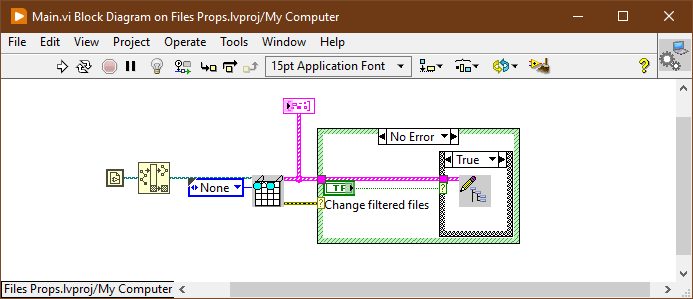 Main.vi Block Diagram on Files Props.lvproj/My Computer
File Edit View Project Operate Tools Window Help
15pt Application Font
?
No Error
True
None
TF
?
?
Change filtered files
Files Props.lvproj/My Computer